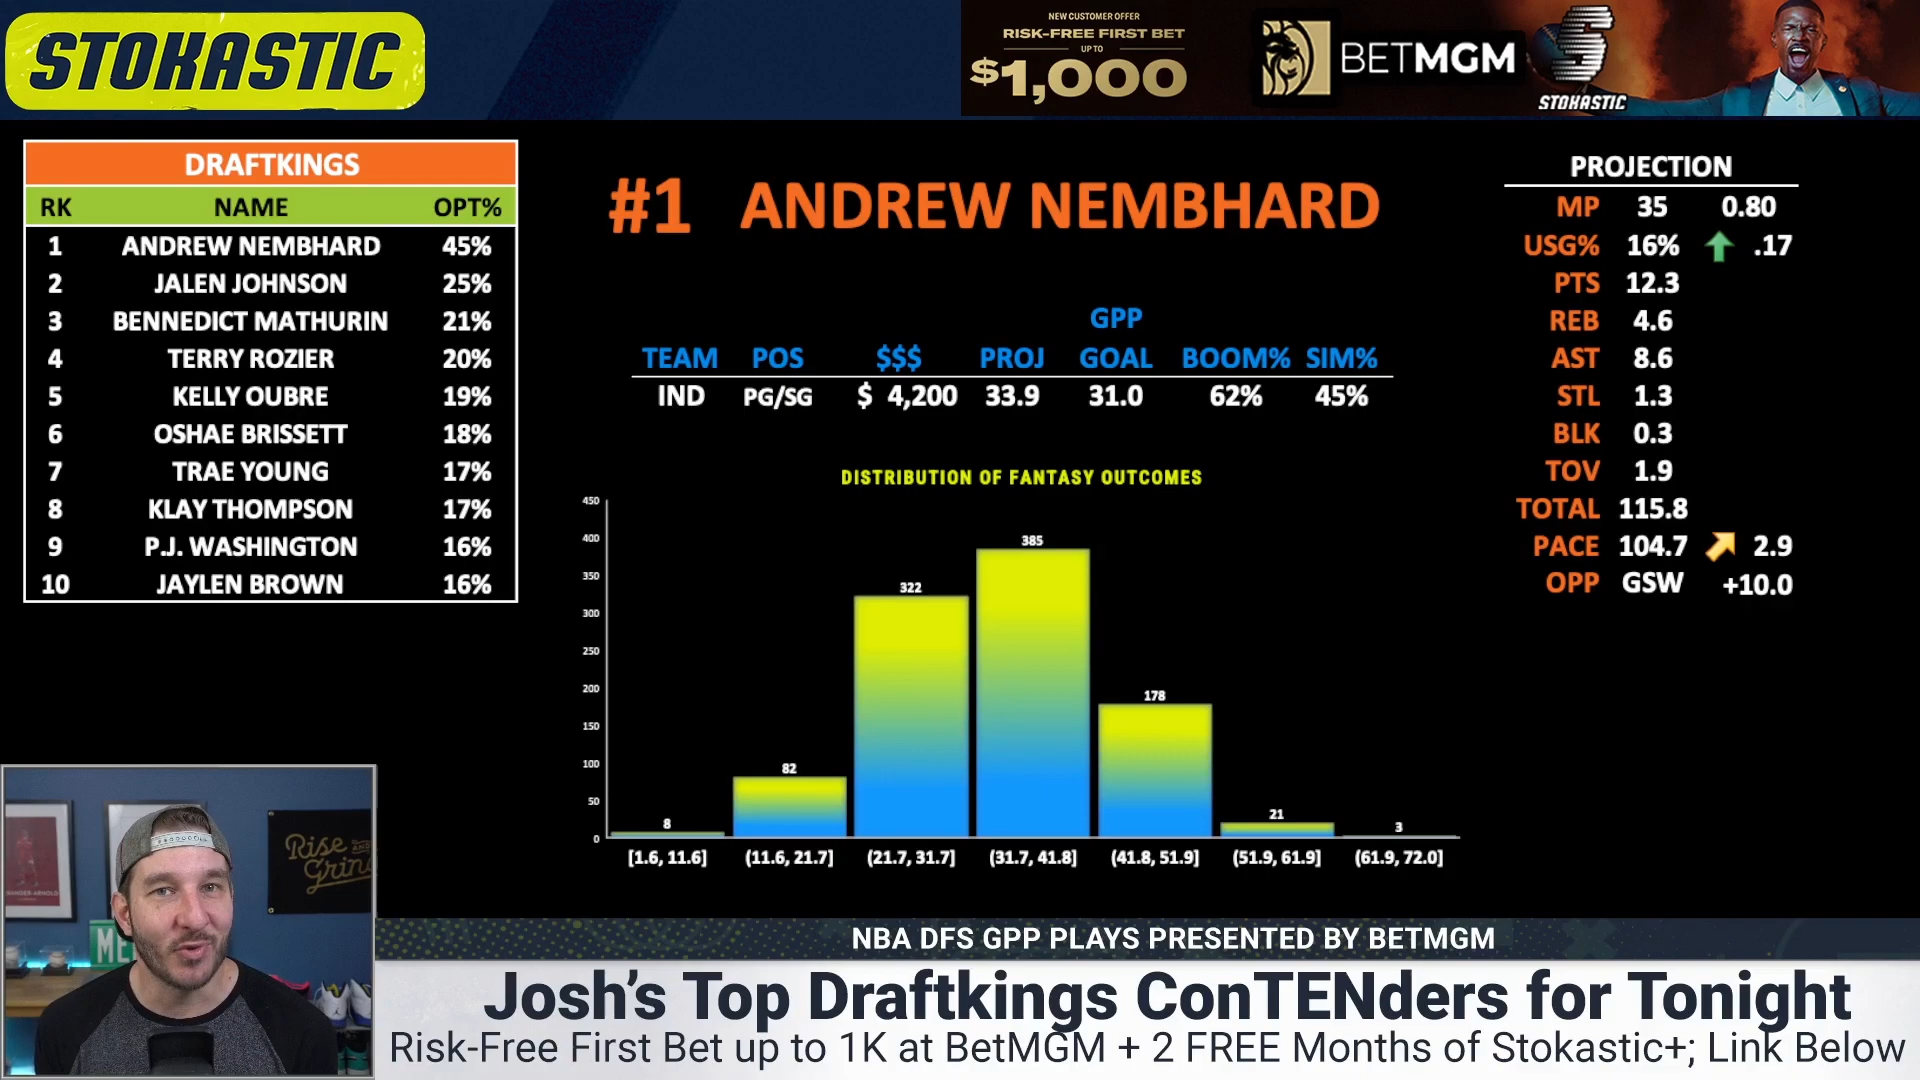 STOKASTIC
NEW CUSTOMER OFFER
RISK-FREE FIRST BET
UP TO
$1,000
BETMGM
STOKASTIC
DRAFTKINGS
RK NAME OPT%
1 ANDREW NEMBHARD 45%
2 JALEN JOHNSON 25%
3 BENNEDICT MATHURIN 21%
4 TERRY ROZIER 20%
5 KELLY OUBRE 19%
6 OSHAE BRISSETT 18%
7 TRAE YOUNG 17%
8 KLAY THOMPSON 17%
9 P.J. WASHINGTON 16%
10 JAYLEN BROWN 16%
#1 ANDREW NEMBHARD
GPP
TEAM POS $$$ PROJ GOAL BOOM% SIM%
IND PG/SG $ 4,200 33.9 31.0 62% 45%
DISTRIBUTION OF FANTASY OUTCOMES
450
400
350
300
250
200
150
100
50
0
8
82
322
385
178
21
3
[1.6, 11.6] (11.6, 21.7] (21.7, 31.7] (31.7, 41.8] (41.8, 51.9] (51.9, 61.9] (61.9, 72.0]
PROJECTION
MP 35 0.80
USG% 16% .17
PTS 12.3
REB 4.6
AST 8.6
STL 1.3
BLK 0.3
TOV 1.9
TOTAL 115.8
PACE 104.7 2.9
OPP GSW +10.0
Rise AND
Grind
ME
NBA DFS GPP PLAYS PRESENTED BY BETMGM
Josh's Top Draftkings ConTENders for Tonight
Risk-Free First Bet up to 1K at BetMGM + 2 FREE Months of Stokastic+; Link Below